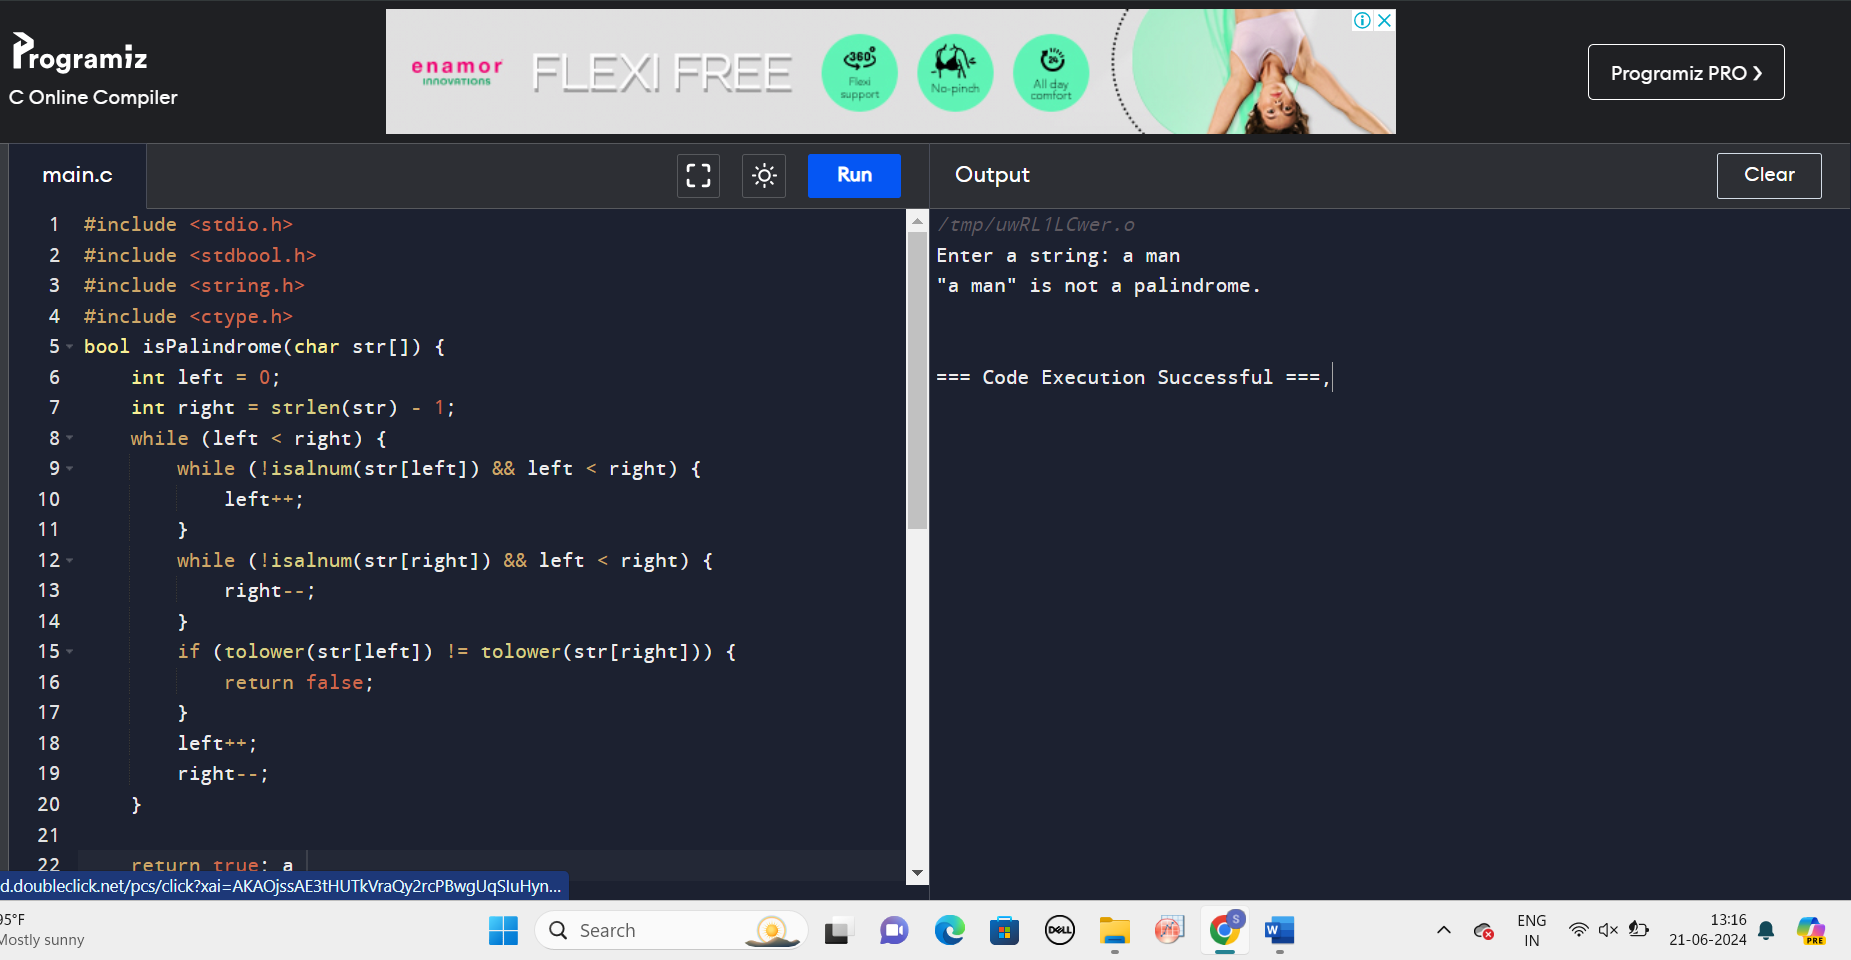 Programiz
C Online Compiler
enamor
INNOVATIONS
FLEXI FREE
360°
Flexi
support
No-pinch
24
All day
comfort
Programiz PRO ❯
main.c
Run
Output
Clear
1 #include <stdio.h>
2 #include <stdbool.h>
3 #include <string.h>
4 #include <ctype.h>
5 bool isPalindrome(char str[]) {
6 int left = 0;
7 int right = strlen(str) - 1;
8 while (left < right) {
9 while (!isalnum(str[left]) && left < right) {
10 left++;
11 }
12 while (!isalnum(str[right]) && left < right) {
13 right--;
14 }
15 if (tolower(str[left]) != tolower(str[right])) {
16 return false;
17 }
18 left++;
19 right--;
20 }
21
22 return true; a
/tmp/uwRL1LCwer.o
Enter a string: a man
"a man" is not a palindrome.
=== Code Execution Successful ===,
d.doubleclick.net/pcs/click?xai=AKAOjssAE3tHUTkVraQy2rcPBwgUqSIuHyn...
95°F
Mostly sunny
Search
DELL
S
W
PRE
ENG
IN
13:16
21-06-2024